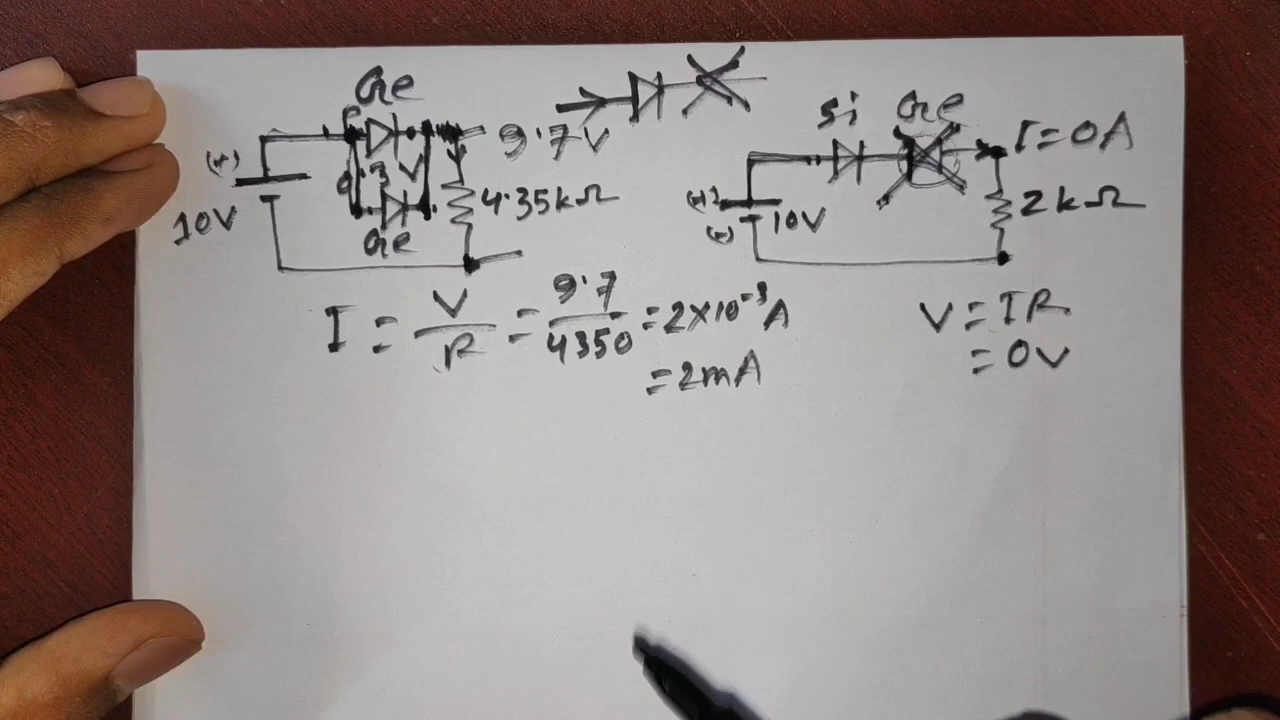 Ge
0.3 V
Ge
(+)
10V
9.7V
4.35kΩ
Si Ge
I=0A
(+)
(-)
10V
2kΩ
I = V/R = 9.7/4350 = 2×10⁻³A
= 2mA
V = IR
= 0V